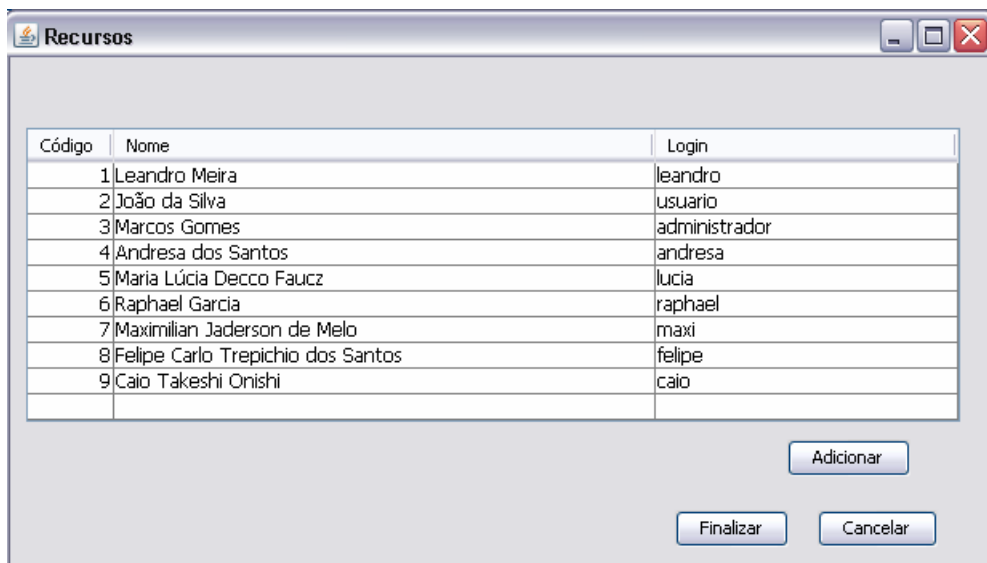 Recursos
Código Nome Login
1 Leandro Meira leandro
2 João da Silva usuario
3 Marcos Gomes administrador
4 Andresa dos Santos andresa
5 Maria Lúcia Decco Faucz lucia
6 Raphael Garcia raphael
7 Maximilian Jaderson de Melo maxi
8 Felipe Carlo Trepichio dos Santos felipe
9 Caio Takeshi Onishi caio
Adicionar
Finalizar Cancelar